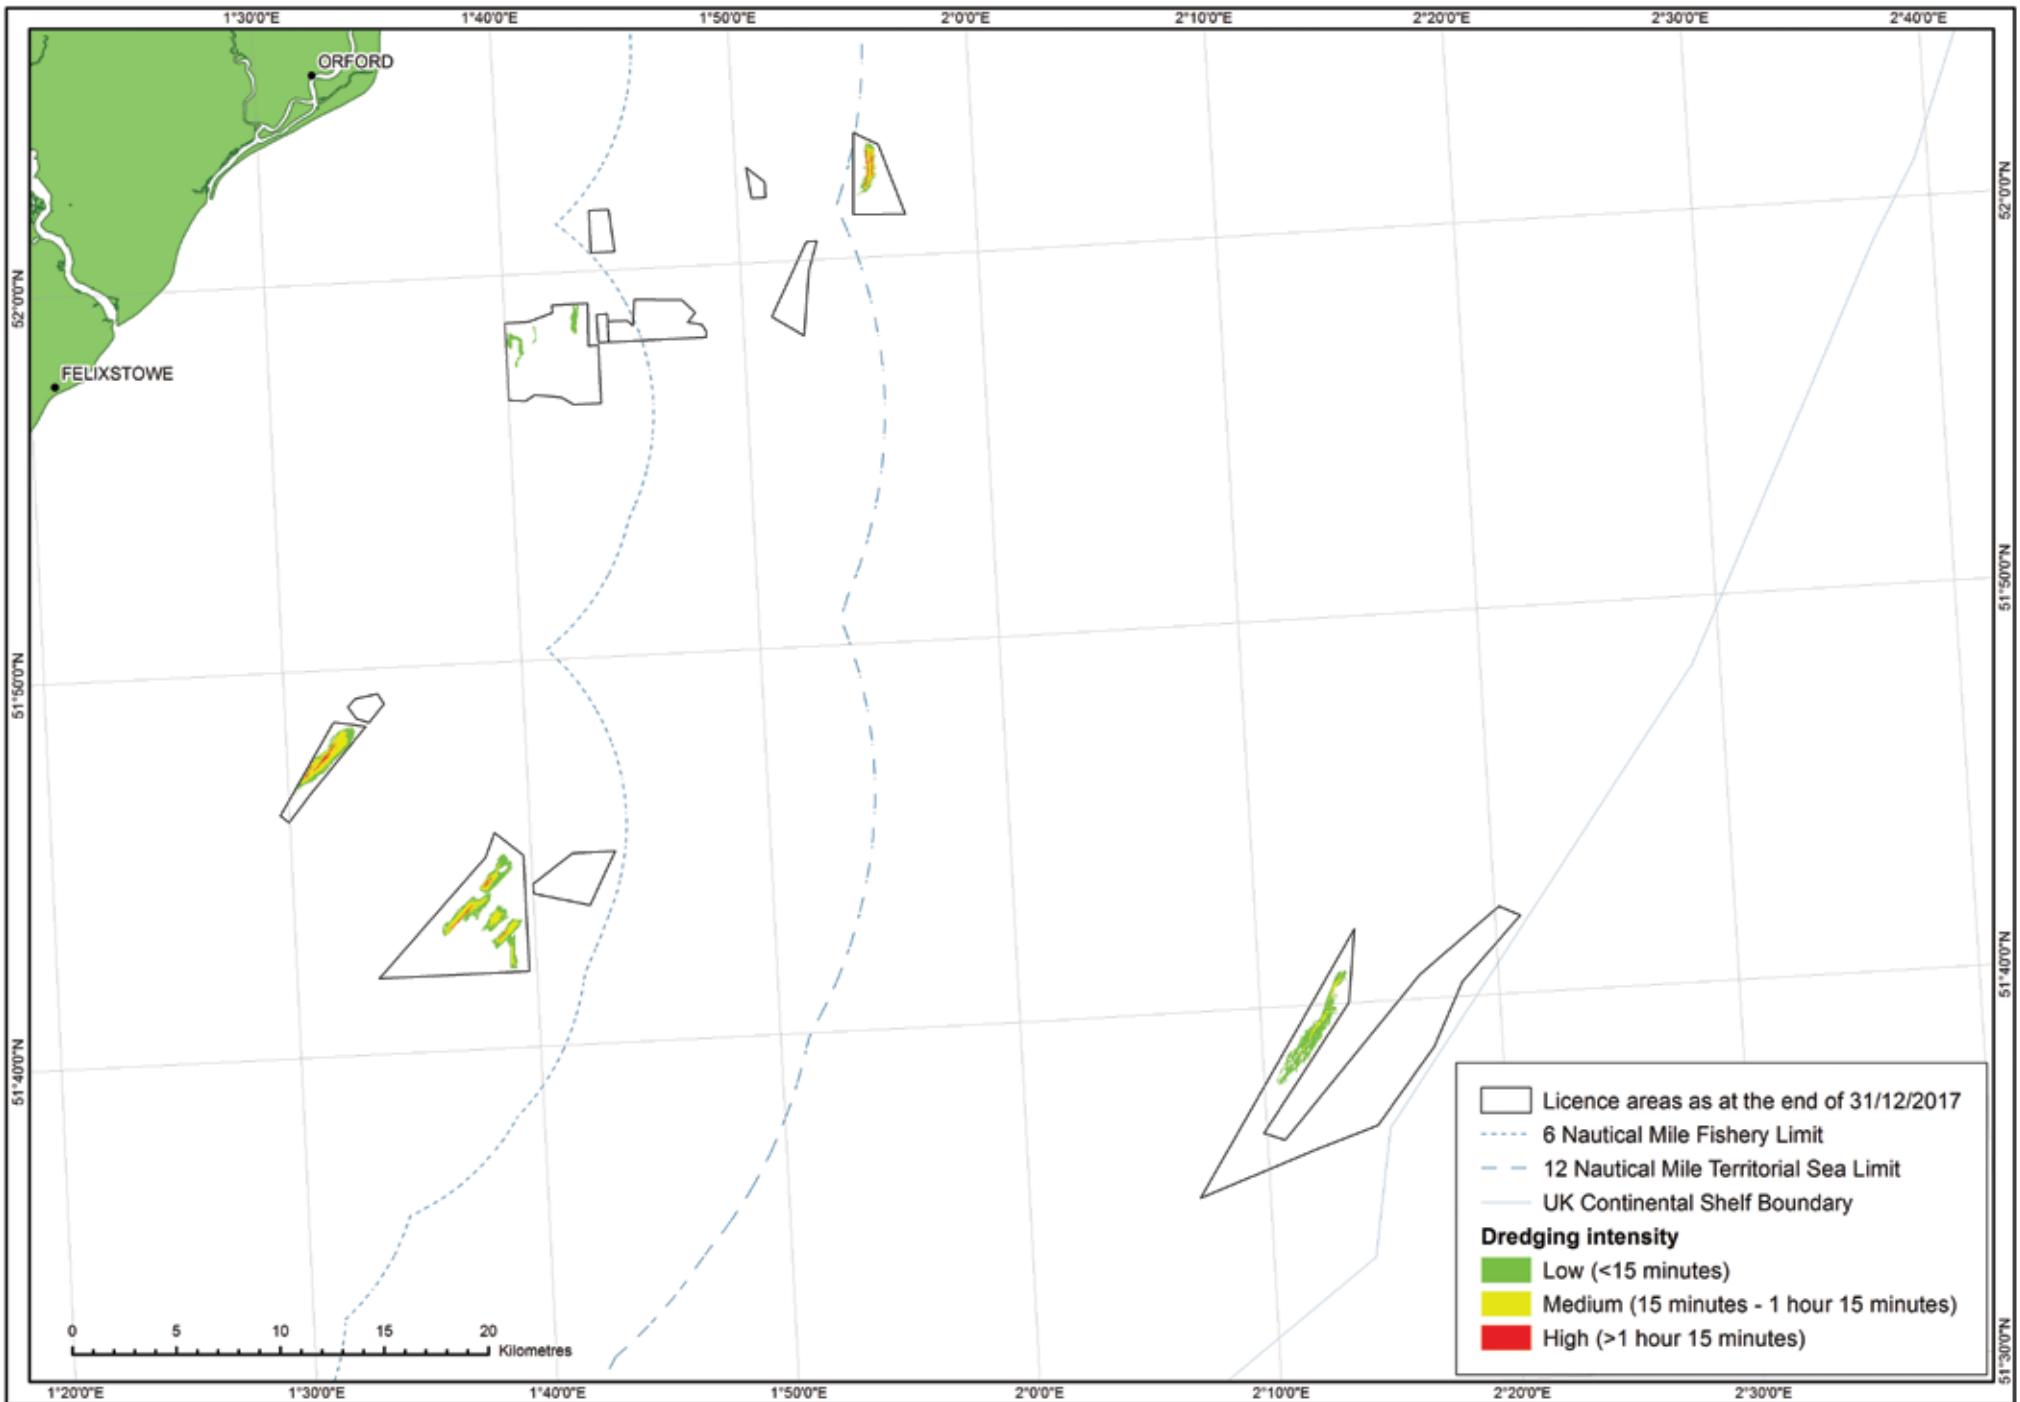 1°30'0"E 1°40'0"E 1°50'0"E 2°0'0"E 2°10'0"E 2°20'0"E 2°30'0"E 2°40'0"E
ORFORD
52°0'0"N
52°0'0"N
FELIXSTOWE
51°50'0"N
51°50'0"N
51°40'0"N
51°40'0"N
Licence areas as at the end of 31/12/2017
6 Nautical Mile Fishery Limit
12 Nautical Mile Territorial Sea Limit
UK Continental Shelf Boundary
Dredging intensity
Low (<15 minutes)
Medium (15 minutes - 1 hour 15 minutes)
High (>1 hour 15 minutes)
0 5 10 15 20
Kilometres
51°30'0"N
1°20'0"E 1°30'0"E 1°40'0"E 1°50'0"E 2°0'0"E 2°10'0"E 2°20'0"E 2°30'0"E